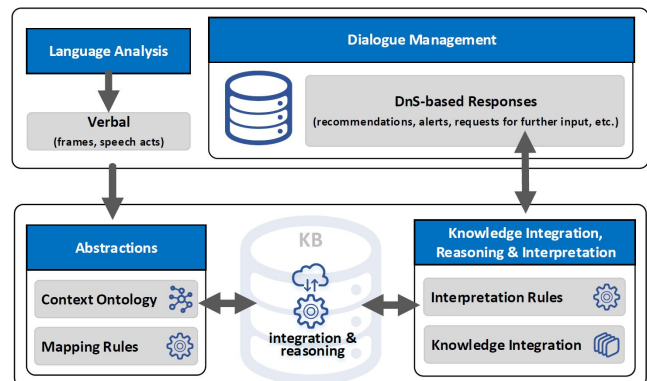 Language Analysis
Dialogue Management
Verbal
(frames, speech acts)
DnS-based Responses
(recommendations, alerts, requests for further input, etc.)
Abstractions
Context Ontology
Mapping Rules
KB
integration &
reasoning
Knowledge Integration,
Reasoning & Interpretation
Interpretation Rules
Knowledge Integration